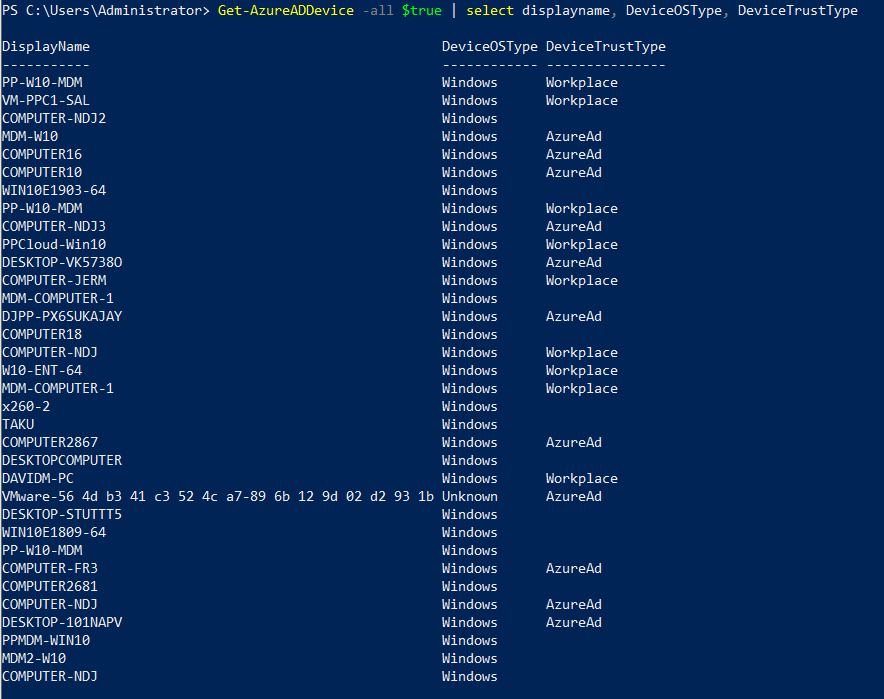 PS C:\Users\Administrator> Get-AzureADDevice -all $true | select displayname, DeviceOSType, DeviceTrustType
DisplayName DeviceOSType DeviceTrustType
----------- ------------ ---------------
PP-W10-MDM Windows Workplace
VM-PPC1-SAL Windows Workplace
COMPUTER-NDJ2 Windows
MDM-W10 Windows AzureAd
COMPUTER16 Windows AzureAd
COMPUTER10 Windows AzureAd
WIN10E1903-64 Windows
PP-W10-MDM Windows Workplace
COMPUTER-NDJ3 Windows AzureAd
PPCloud-Win10 Windows Workplace
DESKTOP-VK5738O Windows AzureAd
COMPUTER-JERM Windows Workplace
MDM-COMPUTER-1 Windows
DJPP-PX6SUKAJAY Windows AzureAd
COMPUTER18 Windows
COMPUTER-NDJ Windows Workplace
W10-ENT-64 Windows Workplace
MDM-COMPUTER-1 Windows Workplace
x260-2 Windows
TAKU Windows
COMPUTER2867 Windows AzureAd
DESKTOPCOMPUTER Windows
DAVIDM-PC Windows Workplace
VMware-56 4d b3 41 c3 52 4c a7-89 6b 12 9d 02 d2 93 1b Unknown AzureAd
DESKTOP-STUTTT5 Windows
WIN10E1809-64 Windows
PP-W10-MDM Windows
COMPUTER-FR3 Windows AzureAd
COMPUTER2681 Windows
COMPUTER-NDJ Windows AzureAd
DESKTOP-101NAPV Windows AzureAd
PPMDM-WIN10 Windows
MDM2-W10 Windows
COMPUTER-NDJ Windows